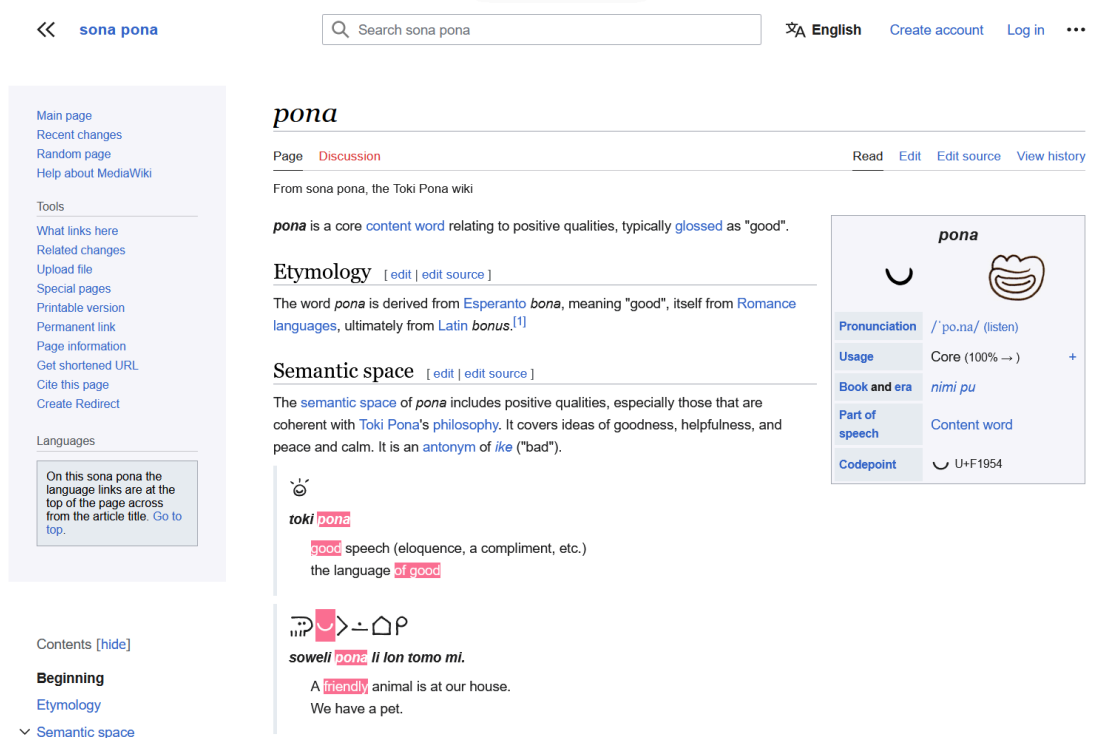 sona pona
Search sona pona
English
Create account
Log in
Main page
Recent changes
Random page
Help about MediaWiki
Tools
What links here
Related changes
Upload file
Special pages
Printable version
Permanent link
Page information
Get shortened URL
Cite this page
Create Redirect
Languages
On this sona pona the
language links are at the
top of the page across
from the article title. Go to
top.
Contents [hide]
Beginning
Etymology
Semantic space
pona
Page Discussion
Read Edit Edit source View history
From sona pona, the Toki Pona wiki
pona is a core content word relating to positive qualities, typically glossed as "good".
Etymology [ edit | edit source ]
The word pona is derived from Esperanto bona, meaning "good", itself from Romance
languages, ultimately from Latin bonus.[1]
Semantic space [ edit | edit source ]
The semantic space of pona includes positive qualities, especially those that are
coherent with Toki Pona's philosophy. It covers ideas of goodness, helpfulness, and
peace and calm. It is an antonym of ike ("bad").
toki pona
good speech (eloquence, a compliment, etc.)
the language of good
soweli pona li lon tomo mi.
A friendly animal is at our house.
We have a pet.
pona
Pronunciation /ˈpo.na/ (listen)
Usage Core (100% →) +
Book and era nimi pu
Part of
speech Content word
Codepoint U+F1954